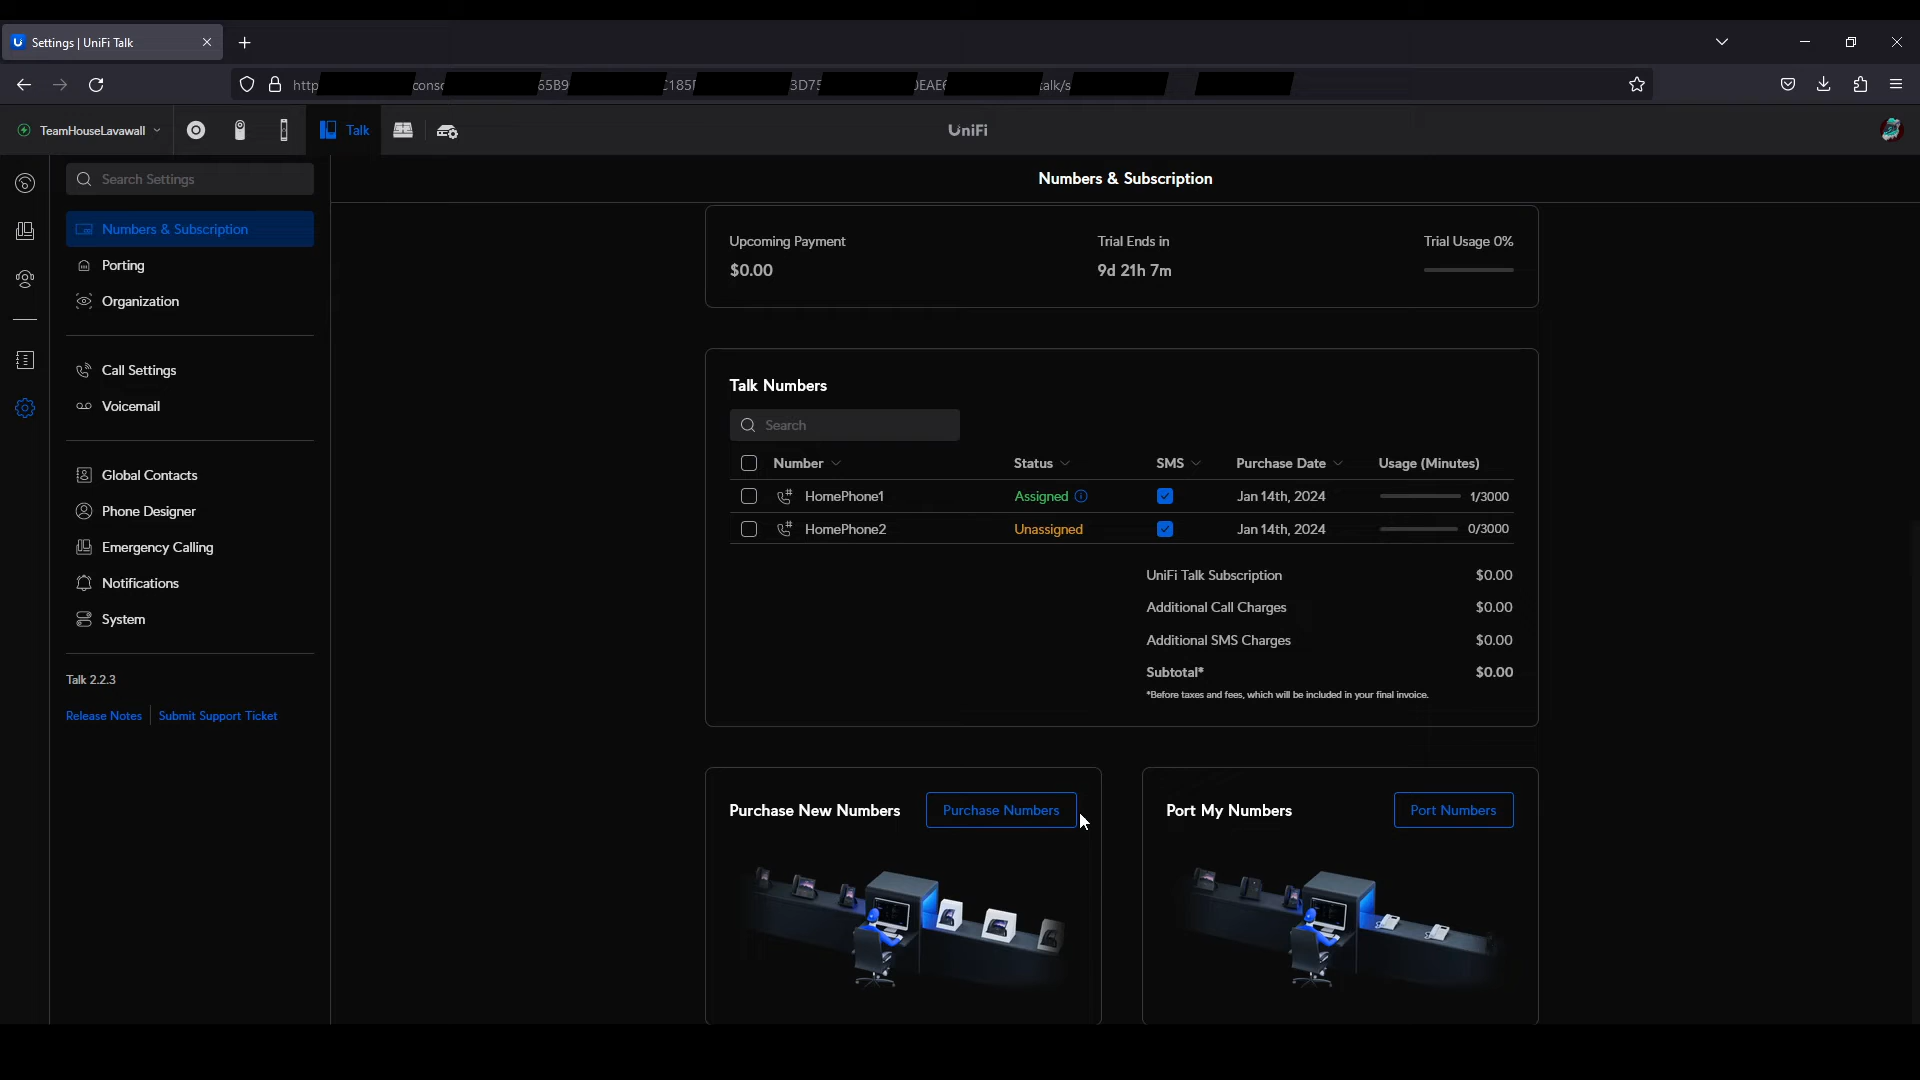 Settings | UniFi Talk
http
conso
65B9
3D75
talk/s
TeamHouseLavawall
Talk
UniFi
Search Settings
Numbers & Subscription
Porting
Organization
Call Settings
Voicemail
Global Contacts
Phone Designer
Emergency Calling
Notifications
System
Talk 2.2.3
Release Notes
Submit Support Ticket
Numbers & Subscription
Upcoming Payment
Trial Ends in
Trial Usage 0%
$0.00
9d 21h 7m
Talk Numbers
Search
Number Status SMS Purchase Date Usage (Minutes)
HomePhone1 Assigned Jan 14th, 2024 1/3000
HomePhone2 Unassigned Jan 14th, 2024 0/3000
UniFi Talk Subscription $0.00
Additional Call Charges $0.00
Additional SMS Charges $0.00
Subtotal* $0.00
*Before taxes and fees, which will be included in your final invoice.
Purchase New Numbers
Purchase Numbers
Port My Numbers
Port Numbers